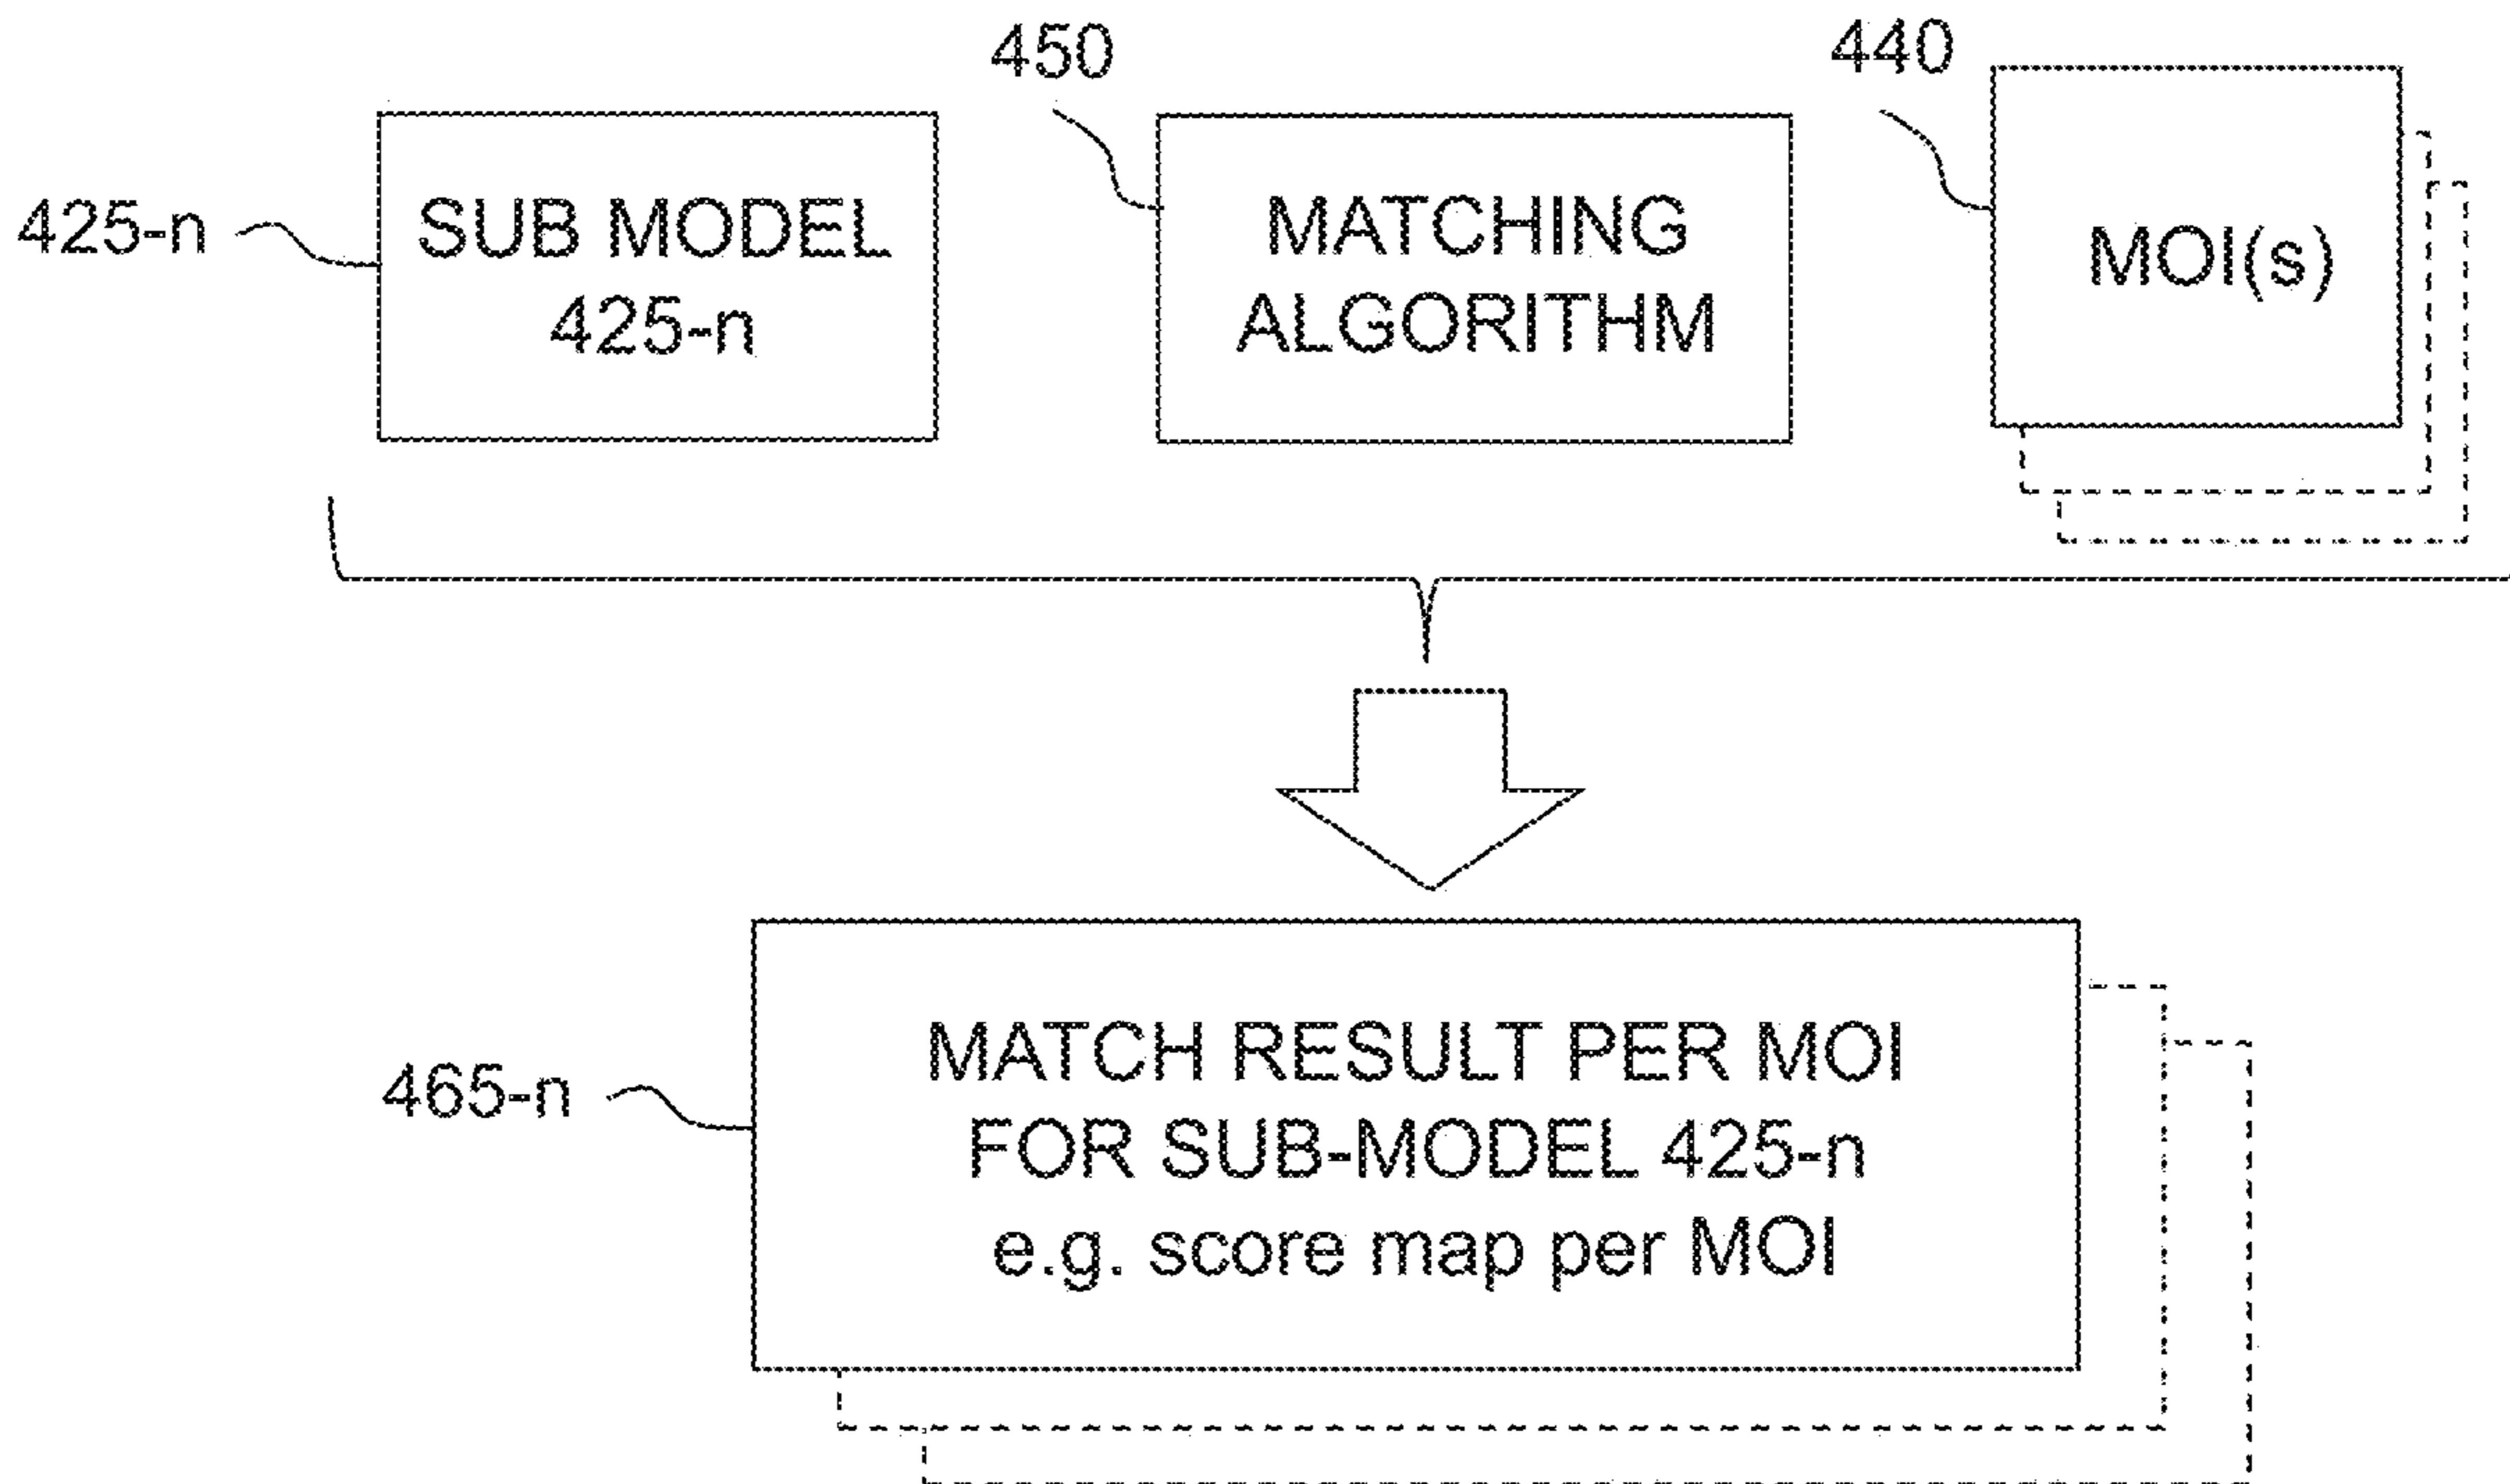 450
440
425-n
SUB MODEL
425-n
MATCHING
ALGORITHM
MOI(s)
465-n
MATCH RESULT PER MOI
FOR SUB-MODEL 425-n
e.g. score map per MOI